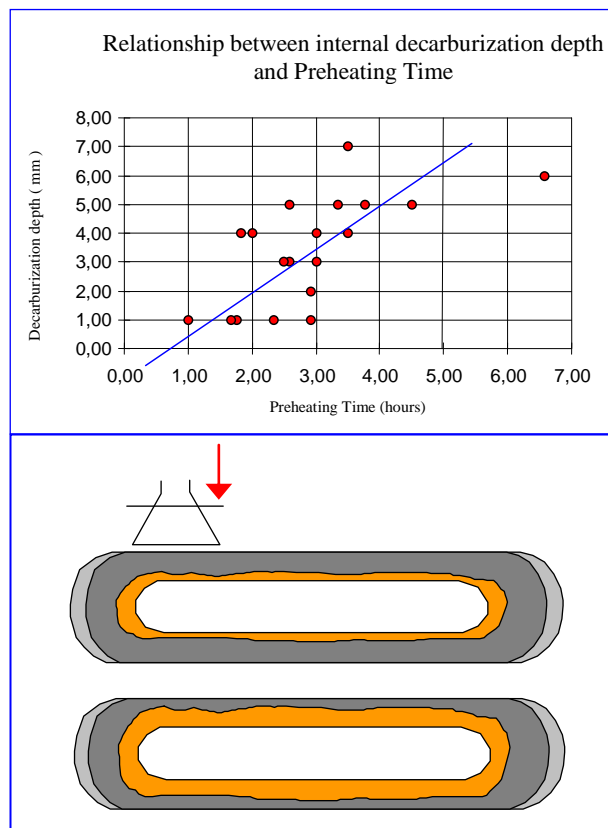 Relationship between internal decarburization depth
and Preheating Time
Decarburization depth ( mm )
8,00
7,00
6,00
5,00
4,00
3,00
2,00
1,00
0,00
0,00 1,00 2,00 3,00 4,00 5,00 6,00 7,00
Preheating Time (hours)